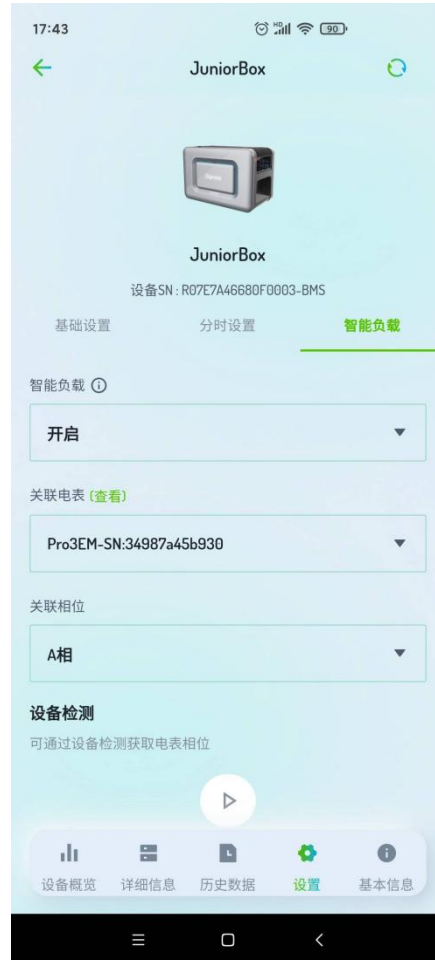 17:43
HD
90
JuniorBox
JuniorBox
设备SN : R07E7A46680F0003-BMS
基础设置 分时设置 智能负载
智能负载
开启
关联电表 (查看)
Pro3EM-SN:34987a45b930
关联相位
A相
设备检测
可通过设备检测获取电表相位
设备概览 详细信息 历史数据 设置 基本信息